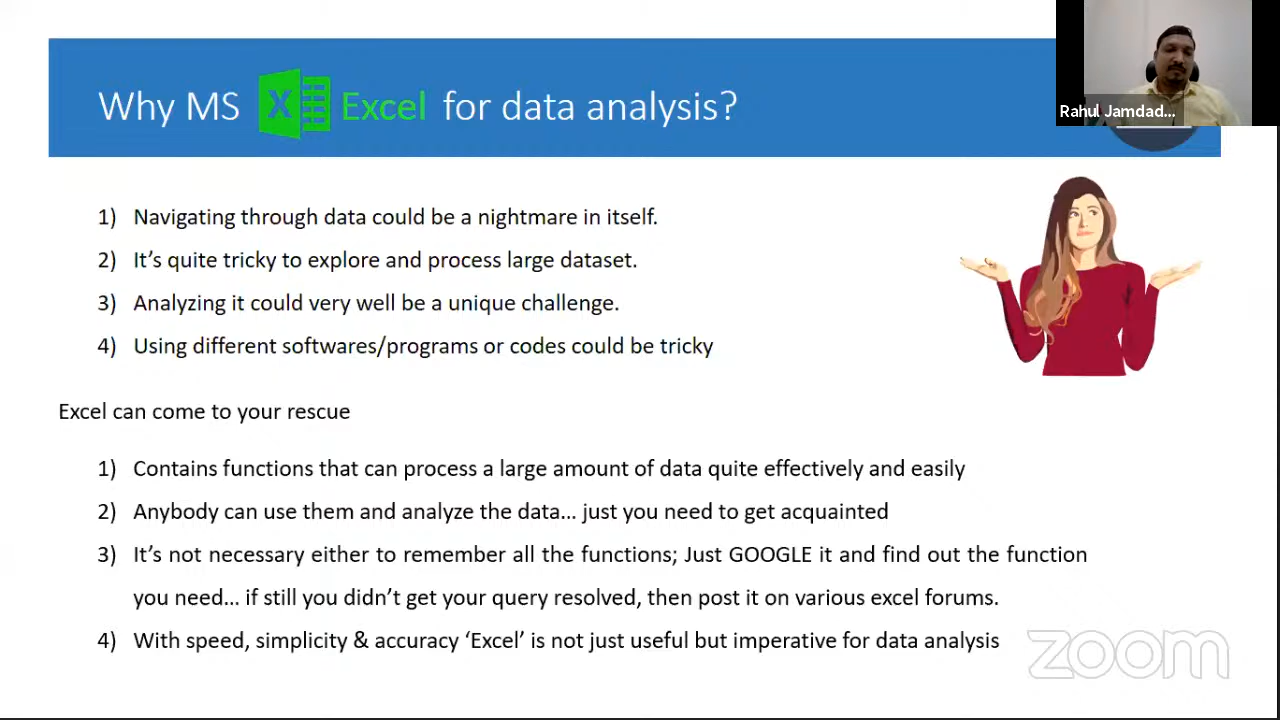 Why MS Excel for data analysis?
Rahul Jamdad...
1) Navigating through data could be a nightmare in itself.
2) It's quite tricky to explore and process large dataset.
3) Analyzing it could very well be a unique challenge.
4) Using different softwares/programs or codes could be tricky
Excel can come to your rescue
1) Contains functions that can process a large amount of data quite effectively and easily
2) Anybody can use them and analyze the data... just you need to get acquainted
3) It's not necessary either to remember all the functions; Just GOOGLE it and find out the function
you need... if still you didn't get your query resolved, then post it on various excel forums.
4) With speed, simplicity & accuracy 'Excel' is not just useful but imperative for data analysis
zoom